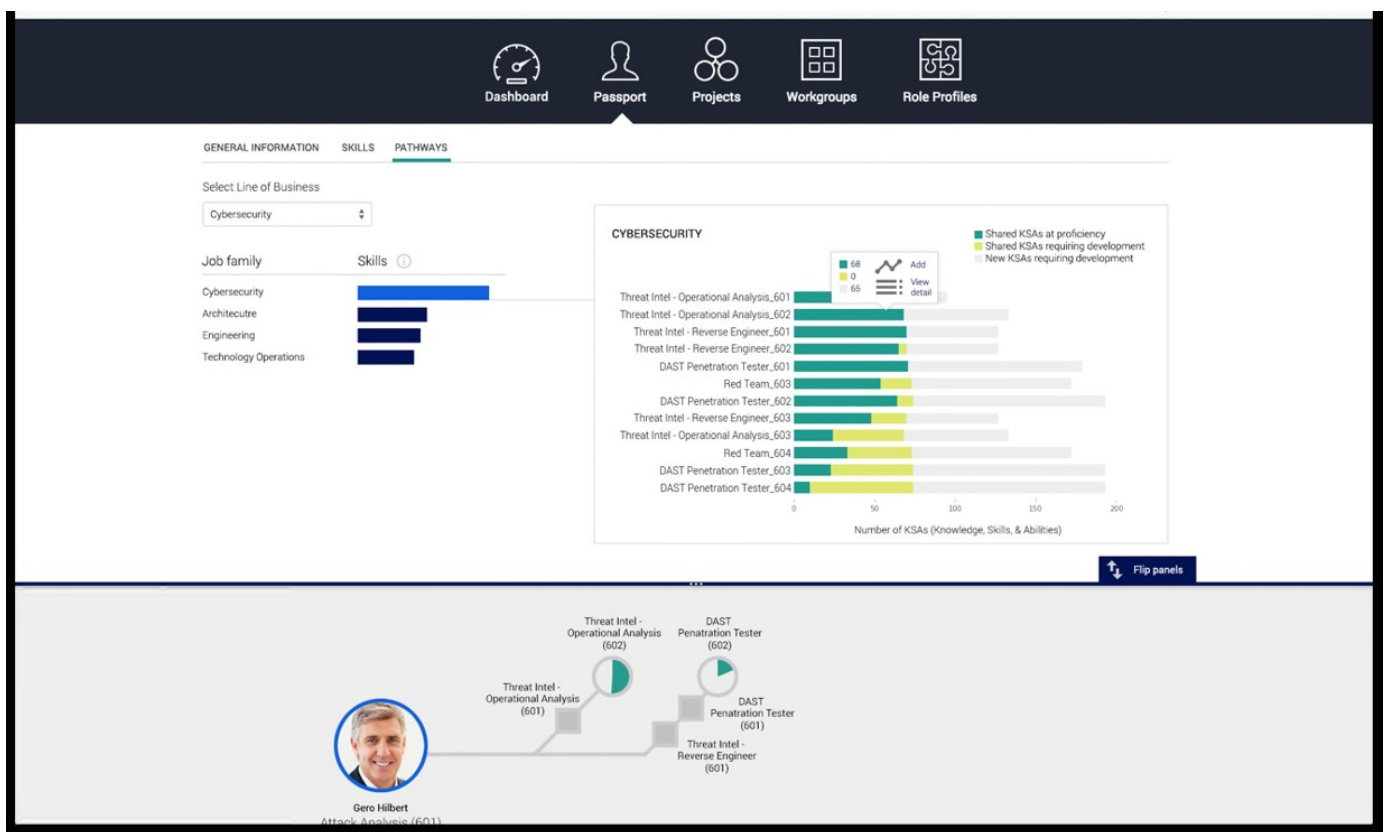 Dashboard
Passport
Projects
Workgroups
Role Profiles
GENERAL INFORMATION
SKILLS
PATHWAYS
Select Line of Business
Cybersecurity
Job family
Skills
Cybersecurity
Architecutre
Engineering
Technology Operations
CYBERSECURITY
Shared KSAs at proficiency
Shared KSAs requiring development
New KSAs requiring development
68
0
65
Add
View
detail
Threat Intel - Operational Analysis_601
Threat Intel - Operational Analysis_602
Threat Intel - Reverse Engineer_601
Threat Intel - Reverse Engineer_602
DAST Penetration Tester_601
Red Team_603
DAST Penetration Tester_602
Threat Intel - Reverse Engineer_603
Threat Intel - Operational Analysis_603
Red Team_604
DAST Penetration Tester_603
DAST Penetration Tester_604
0
50
100
150
200
Number of KSAs (Knowledge, Skills, & Abilities)
Flip panels
Threat Intel -
Operational Analysis
(602)
DAST
Penatration Tester
(602)
Threat Intel -
Operational Analysis
(601)
DAST
Penatration Tester
(601)
Threat Intel -
Reverse Engineer
(601)
Gero Hilbert
Attack Analysis (601)